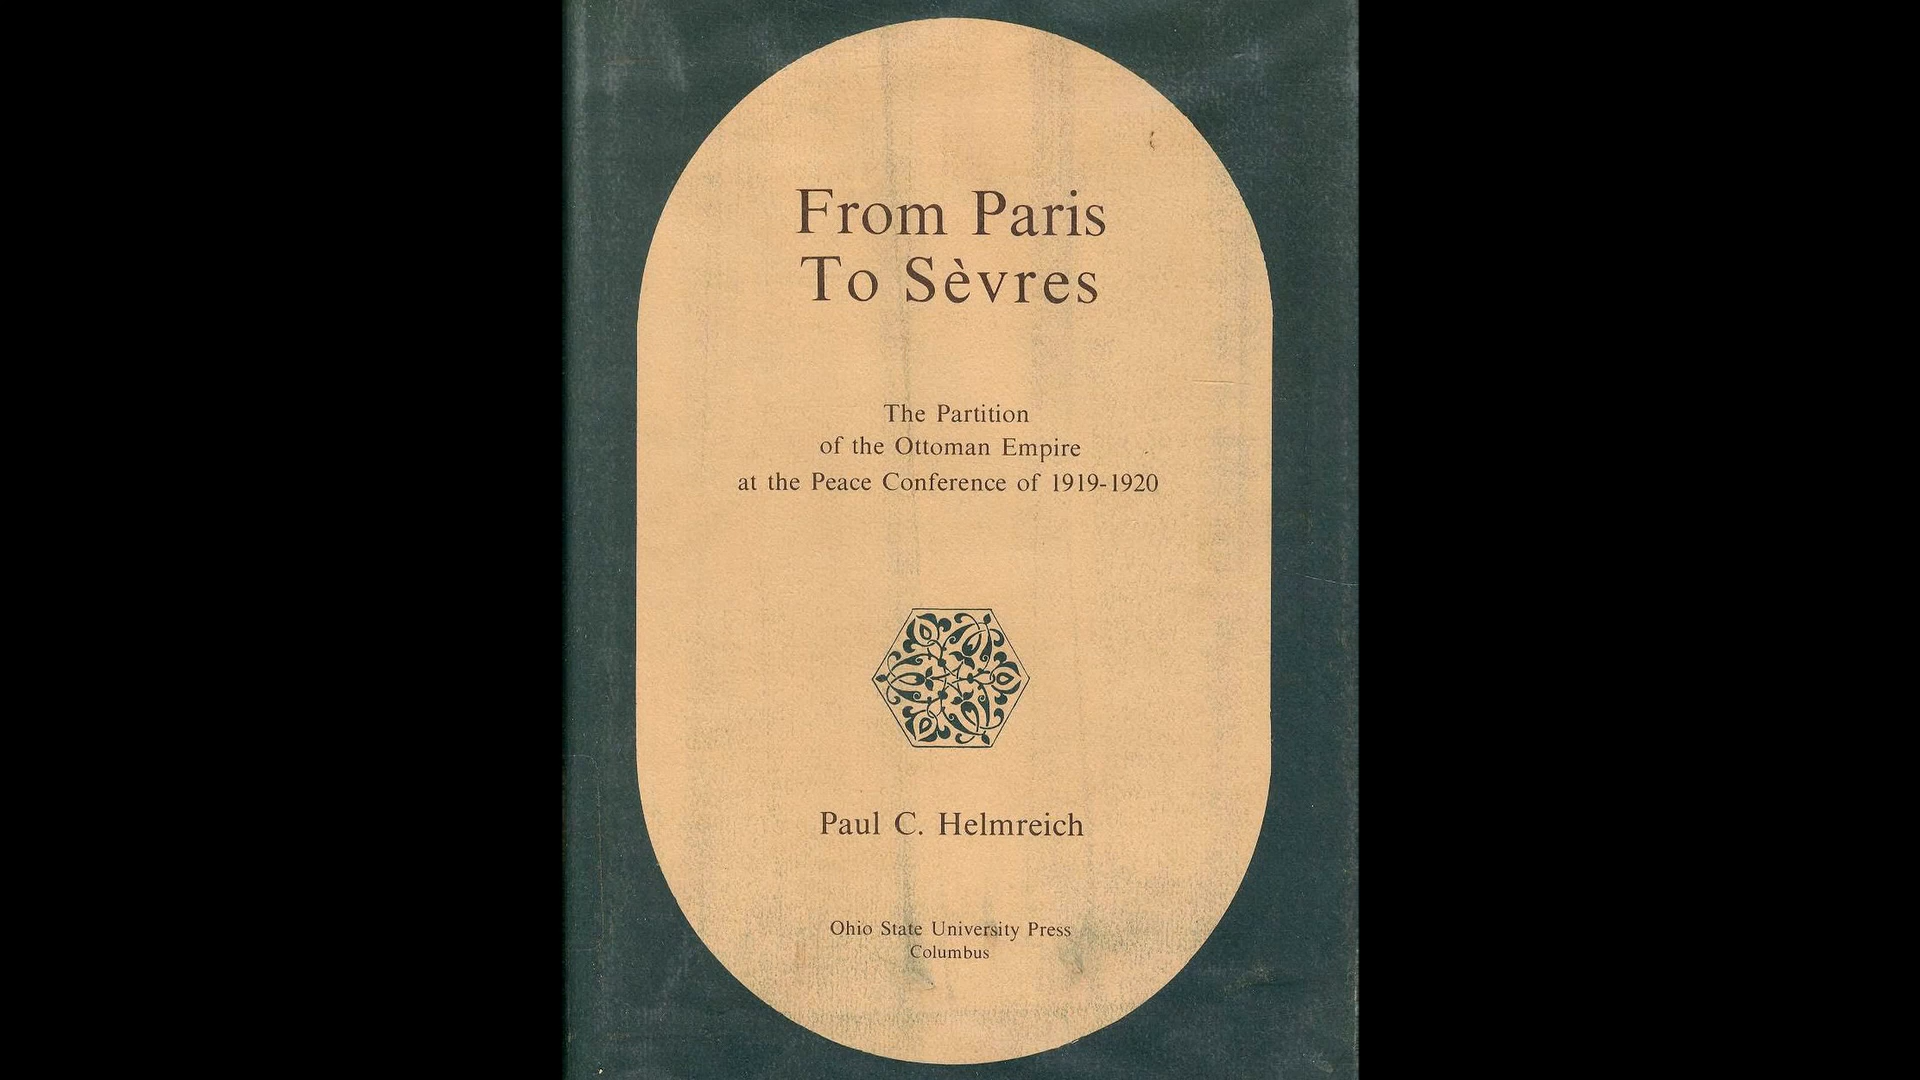 From Paris
To Sèvres
The Partition
of the Ottoman Empire
at the Peace Conference of 1919-1920
Paul C. Helmreich
Ohio State University Press
Columbus